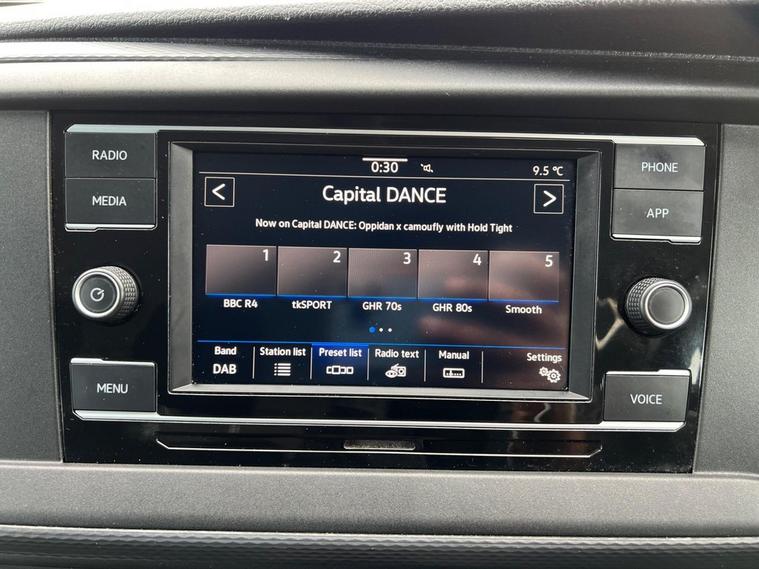 RADIO
MEDIA
MENU
PHONE
APP
VOICE
0:30
9.5 °C
< Capital DANCE >
Now on Capital DANCE: Oppidan x camoufly with Hold Tight
1 2 3 4 5
BBC R4 tkSPORT GHR 70s GHR 80s Smooth
Band Station list Preset list Radio text Manual Settings
DAB